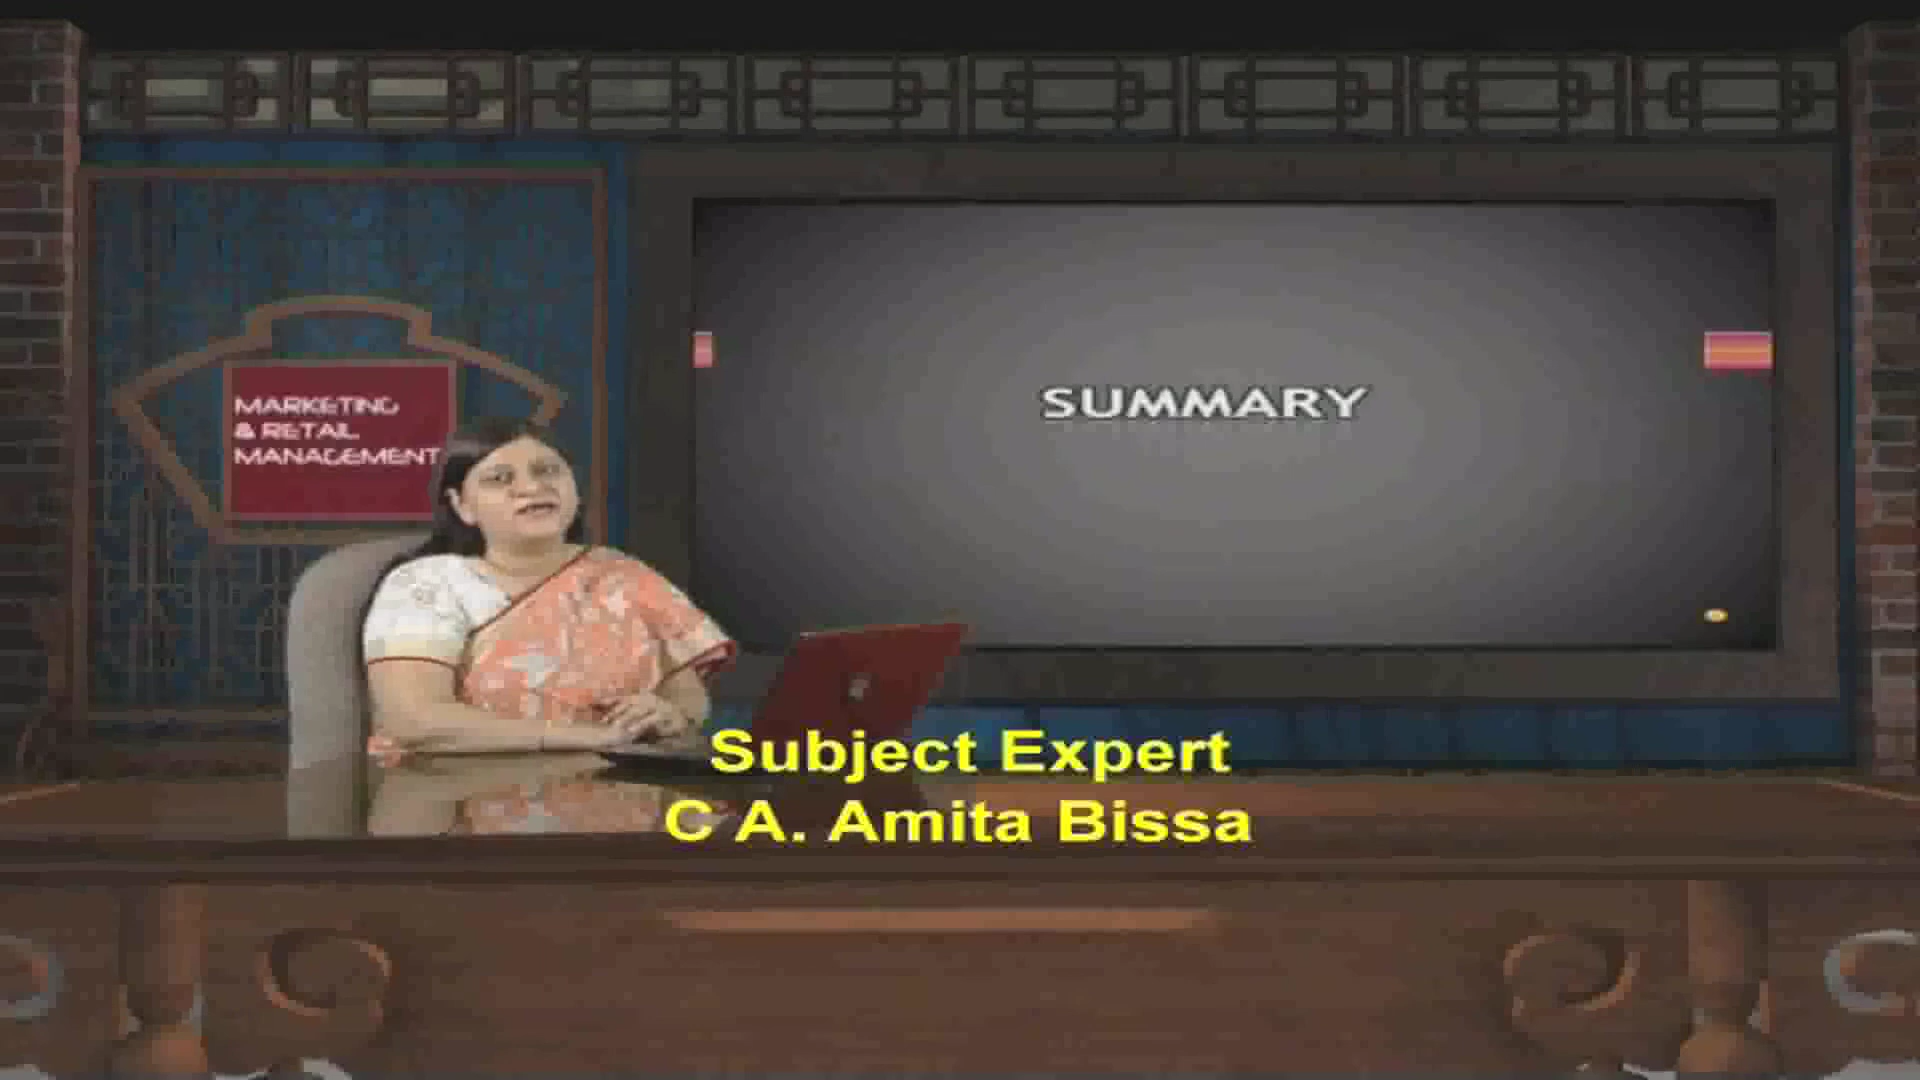 MARKETING
& RETAIL
MANAGEMENT
SUMMARY
Subject Expert
C A. Amita Bissa